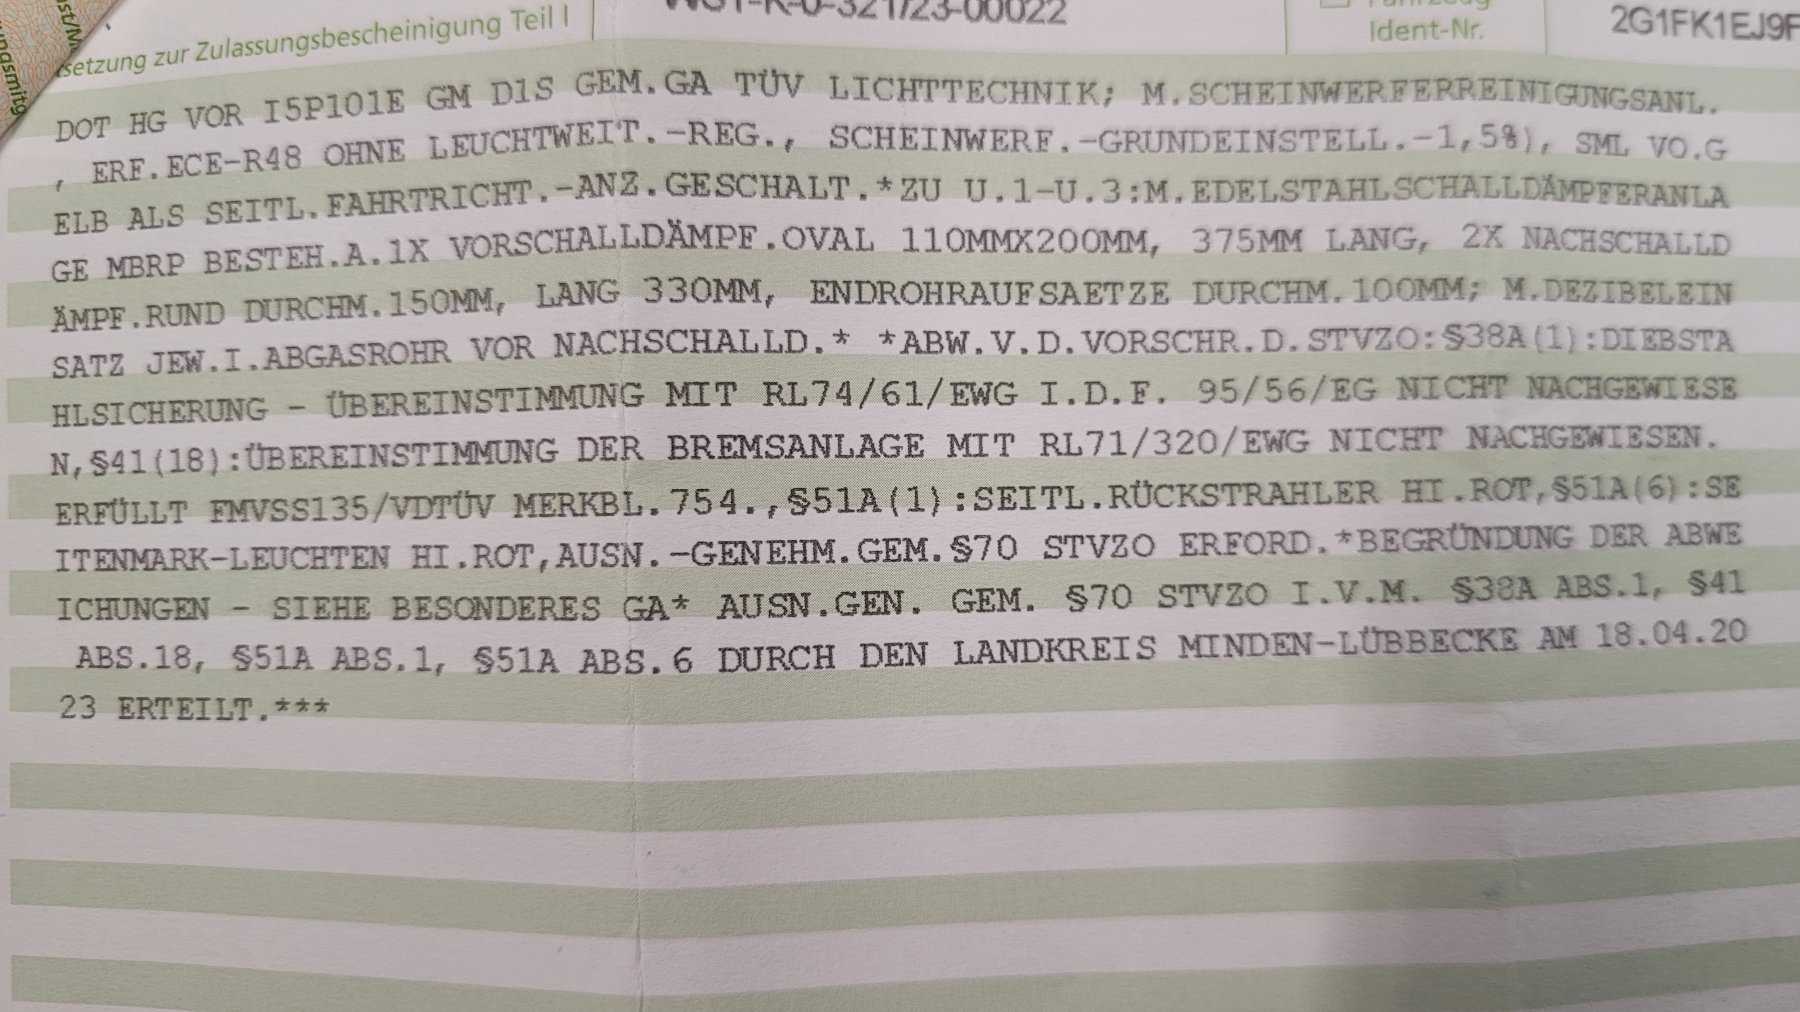 setzung zur Zulassungsbescheinigung Teil I
Ident-Nr.
2G1FK1EJ9F
DOT HG VOR I5P101E GM D1S GEM.GA TÜV LICHTTECHNIK; M.SCHEINWERFERREINIGUNGSANL.
, ERF.ECE-R48 OHNE LEUCHTWEIT.-REG., SCHEINWERF.-GRUNDEINSTELL.-1,5%), SML VO.G
ELB ALS SEITL.FAHRTRICHT.-ANZ.GESCHALT.*ZU U.1-U.3:M.EDELSTAHLSCHALLDÄMPFERANLA
GE MBRP BESTEH.A.1X VORSCHALLDÄMPF.OVAL 110MMX200MM, 375MM LANG, 2X NACHSCHALLD
ÄMPF.RUND DURCHM.150MM, LANG 330MM, ENDROHRAUFSAETZE DURCHM.100MM; M.DEZIBELEIN
SATZ JEW.I.ABGASROHR VOR NACHSCHALLD.* *ABW.V.D.VORSCHR.D.STVZO:§38A(1):DIEBSTA
HLSICHERUNG - ÜBEREINSTIMMUNG MIT RL74/61/EWG I.D.F. 95/56/EG NICHT NACHGEWIESE
N,§41(18):ÜBEREINSTIMMUNG DER BREMSANLAGE MIT RL71/320/EWG NICHT NACHGEWIESEN.
ERFÜLLT FMVSS135/VDTÜV MERKBL.754.,§51A(1):SEITL.RÜCKSTRAHLER HI.ROT,§51A(6):SE
ITENMARK-LEUCHTEN HI.ROT,AUSN.-GENEHM.GEM.§70 STVZO ERFORD.*BEGRÜNDUNG DER ABWE
ICHUNGEN - SIEHE BESONDERES GA* AUSN.GEN. GEM. §70 STVZO I.V.M. §38A ABS.1, §41
ABS.18, §51A ABS.1, §51A ABS.6 DURCH DEN LANDKREIS MINDEN-LÜBBECKE AM 18.04.20
23 ERTEILT.***